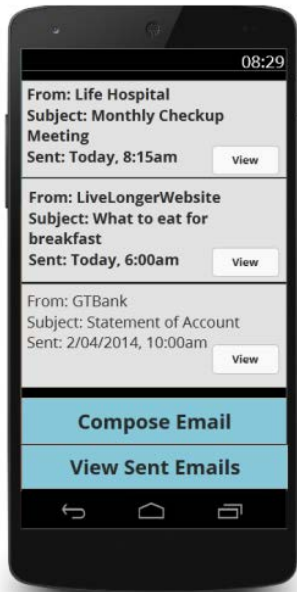 08:29
From: Life Hospital
Subject: Monthly Checkup
Meeting
Sent: Today, 8:15am
View
From: LiveLongerWebsite
Subject: What to eat for
breakfast
Sent: Today, 6:00am
View
From: GTBank
Subject: Statement of Account
Sent: 2/04/2014, 10:00am
View
Compose Email
View Sent Emails